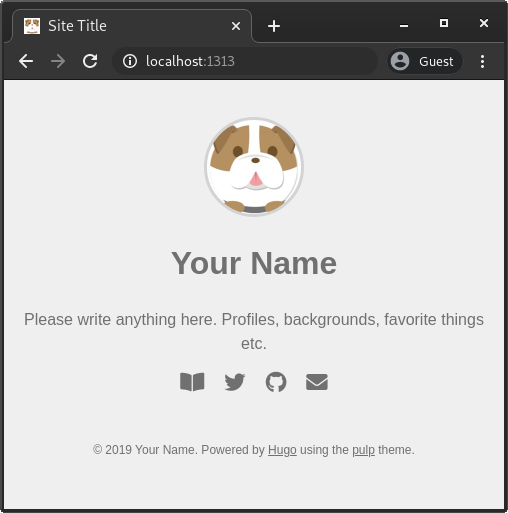 Site Title
localhost:1313
Guest
Your Name
Please write anything here. Profiles, backgrounds, favorite things
etc.
© 2019 Your Name. Powered by Hugo using the pulp theme.